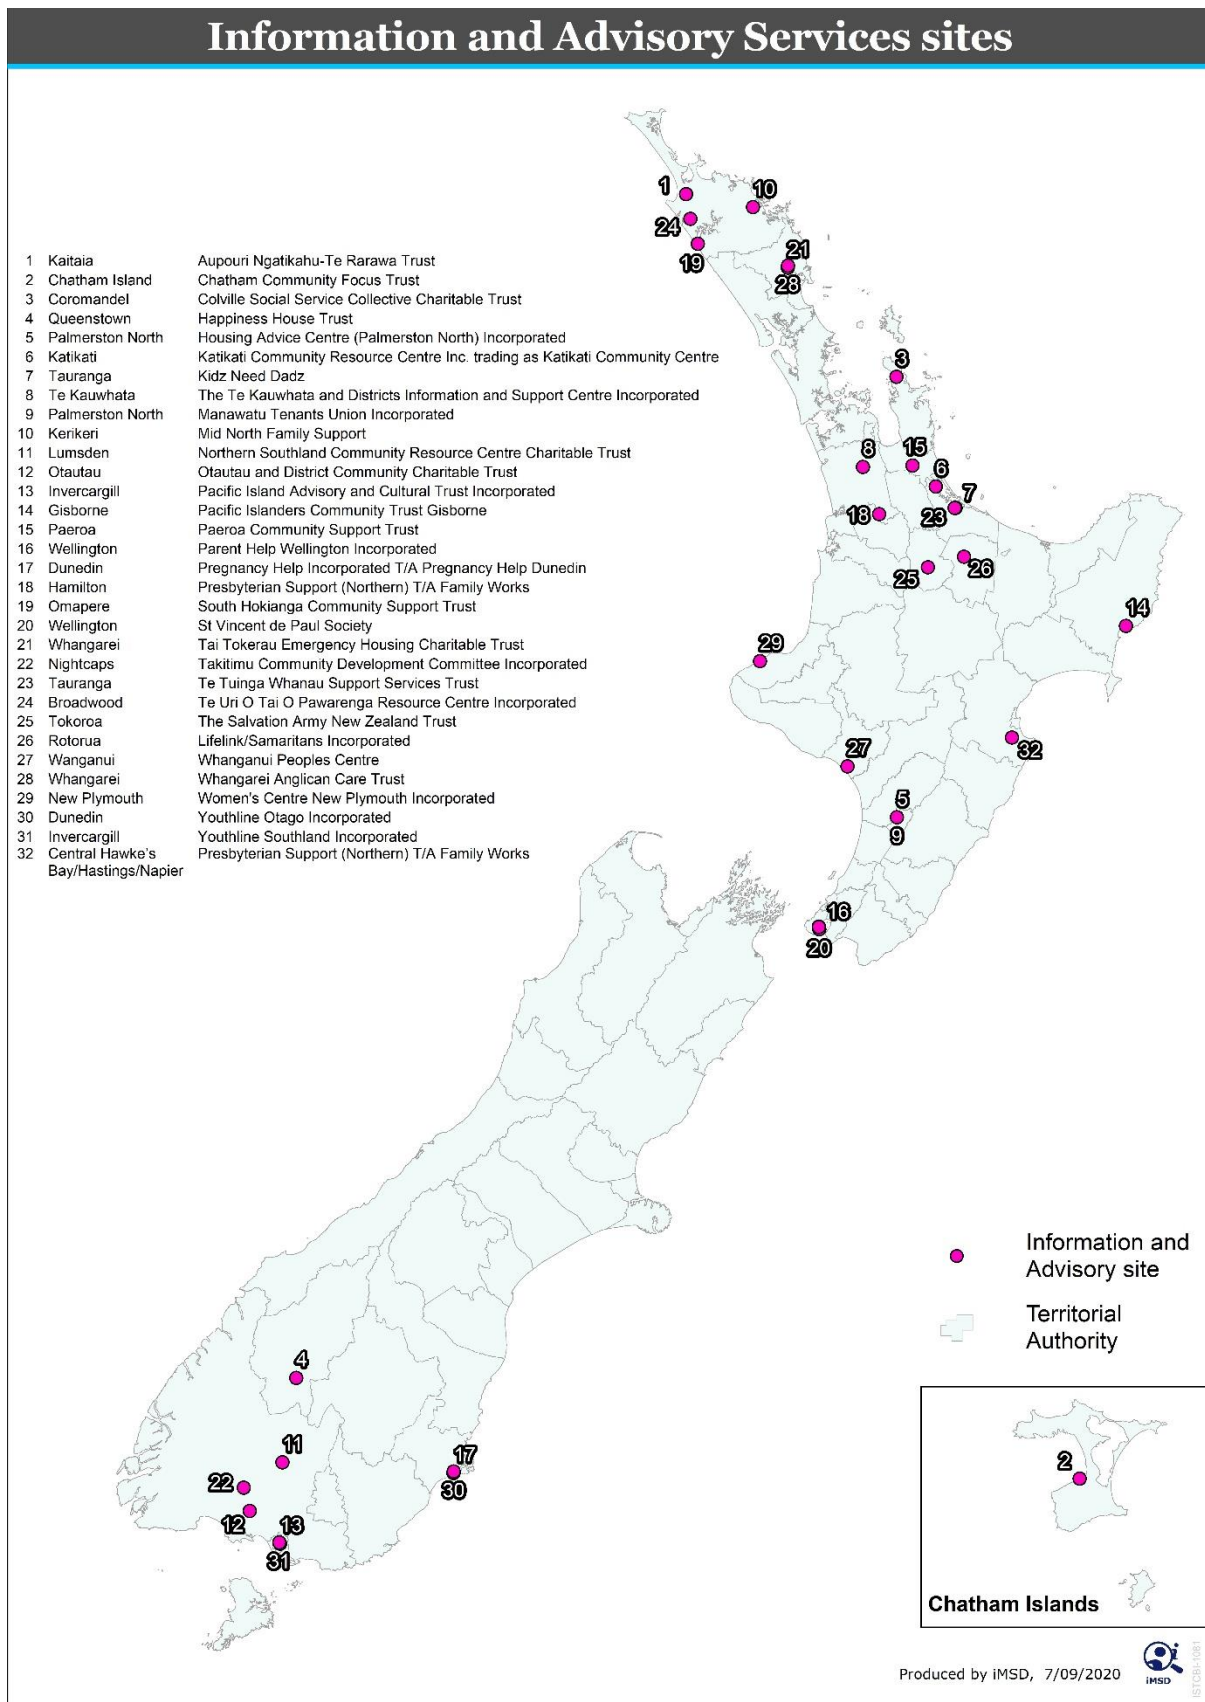 Information and Advisory Services sites
1 Kaitaia Aupouri Ngatikahu-Te Rarawa Trust
2 Chatham Island Chatham Community Focus Trust
3 Coromandel Colville Social Service Collective Charitable Trust
4 Queenstown Happiness House Trust
5 Palmerston North Housing Advice Centre (Palmerston North) Incorporated
6 Katikati Katikati Community Resource Centre Inc. trading as Katikati Community Centre
7 Tauranga Kidz Need Dadz
8 Te Kauwhata The Te Kauwhata and Districts Information and Support Centre Incorporated
9 Palmerston North Manawatu Tenants Union Incorporated
10 Kerikeri Mid North Family Support
11 Lumsden Northern Southland Community Resource Centre Charitable Trust
12 Otautau Otautau and District Community Charitable Trust
13 Invercargill Pacific Island Advisory and Cultural Trust Incorporated
14 Gisborne Pacific Islanders Community Trust Gisborne
15 Paeroa Paeroa Community Support Trust
16 Wellington Parent Help Wellington Incorporated
17 Dunedin Pregnancy Help Incorporated T/A Pregnancy Help Dunedin
18 Hamilton Presbyterian Support (Northern) T/A Family Works
19 Omapere South Hokianga Community Support Trust
20 Wellington St Vincent de Paul Society
21 Whangarei Tai Tokerau Emergency Housing Charitable Trust
22 Nightcaps Takitimu Community Development Committee Incorporated
23 Tauranga Te Tuinga Whanau Support Services Trust
24 Broadwood Te Uri O Tai O Pawarenga Resource Centre Incorporated
25 Tokoroa The Salvation Army New Zealand Trust
26 Rotorua Lifelink/Samaritans Incorporated
27 Wanganui Whanganui Peoples Centre
28 Whangarei Whangarei Anglican Care Trust
29 New Plymouth Women's Centre New Plymouth Incorporated
30 Dunedin Youthline Otago Incorporated
31 Invercargill Youthline Southland Incorporated
32 Central Hawke's Presbyterian Support (Northern) T/A Family Works
Bay/Hastings/Napier
1
10
24
19
21
28
3
8
15
6
7
18
23
25
26
14
29
32
27
5
9
16
20
4
11
17
22
30
12
13
31
Information and
Advisory site
Territorial
Authority
2
Chatham Islands
Produced by iMSD, 7/09/2020
iMSD
ISTCBI-1081